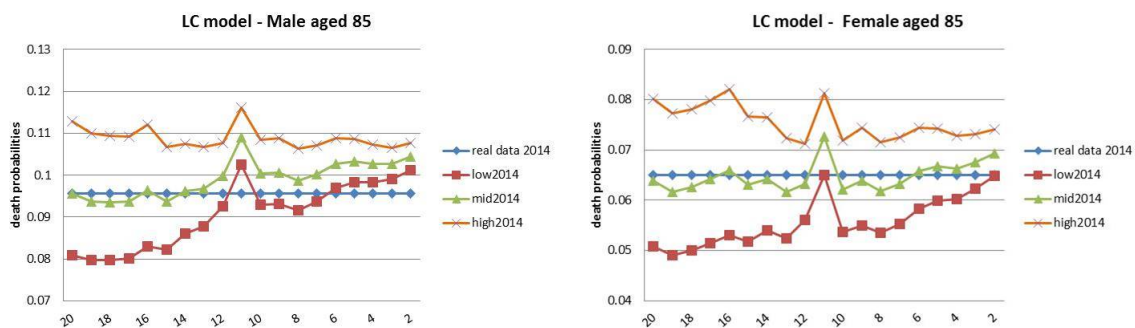 LC model - Male aged 85
0.13
0.12
0.11
0.1
0.09
0.08
0.07
death probabilities
20 18 16 14 12 10 8 6 4 2
real data 2014
low2014
mid2014
high2014
LC model - Female aged 85
0.09
0.08
0.07
0.06
0.05
0.04
death probabilities
20 18 16 14 12 10 8 6 4 2
real data 2014
low2014
mid2014
high2014